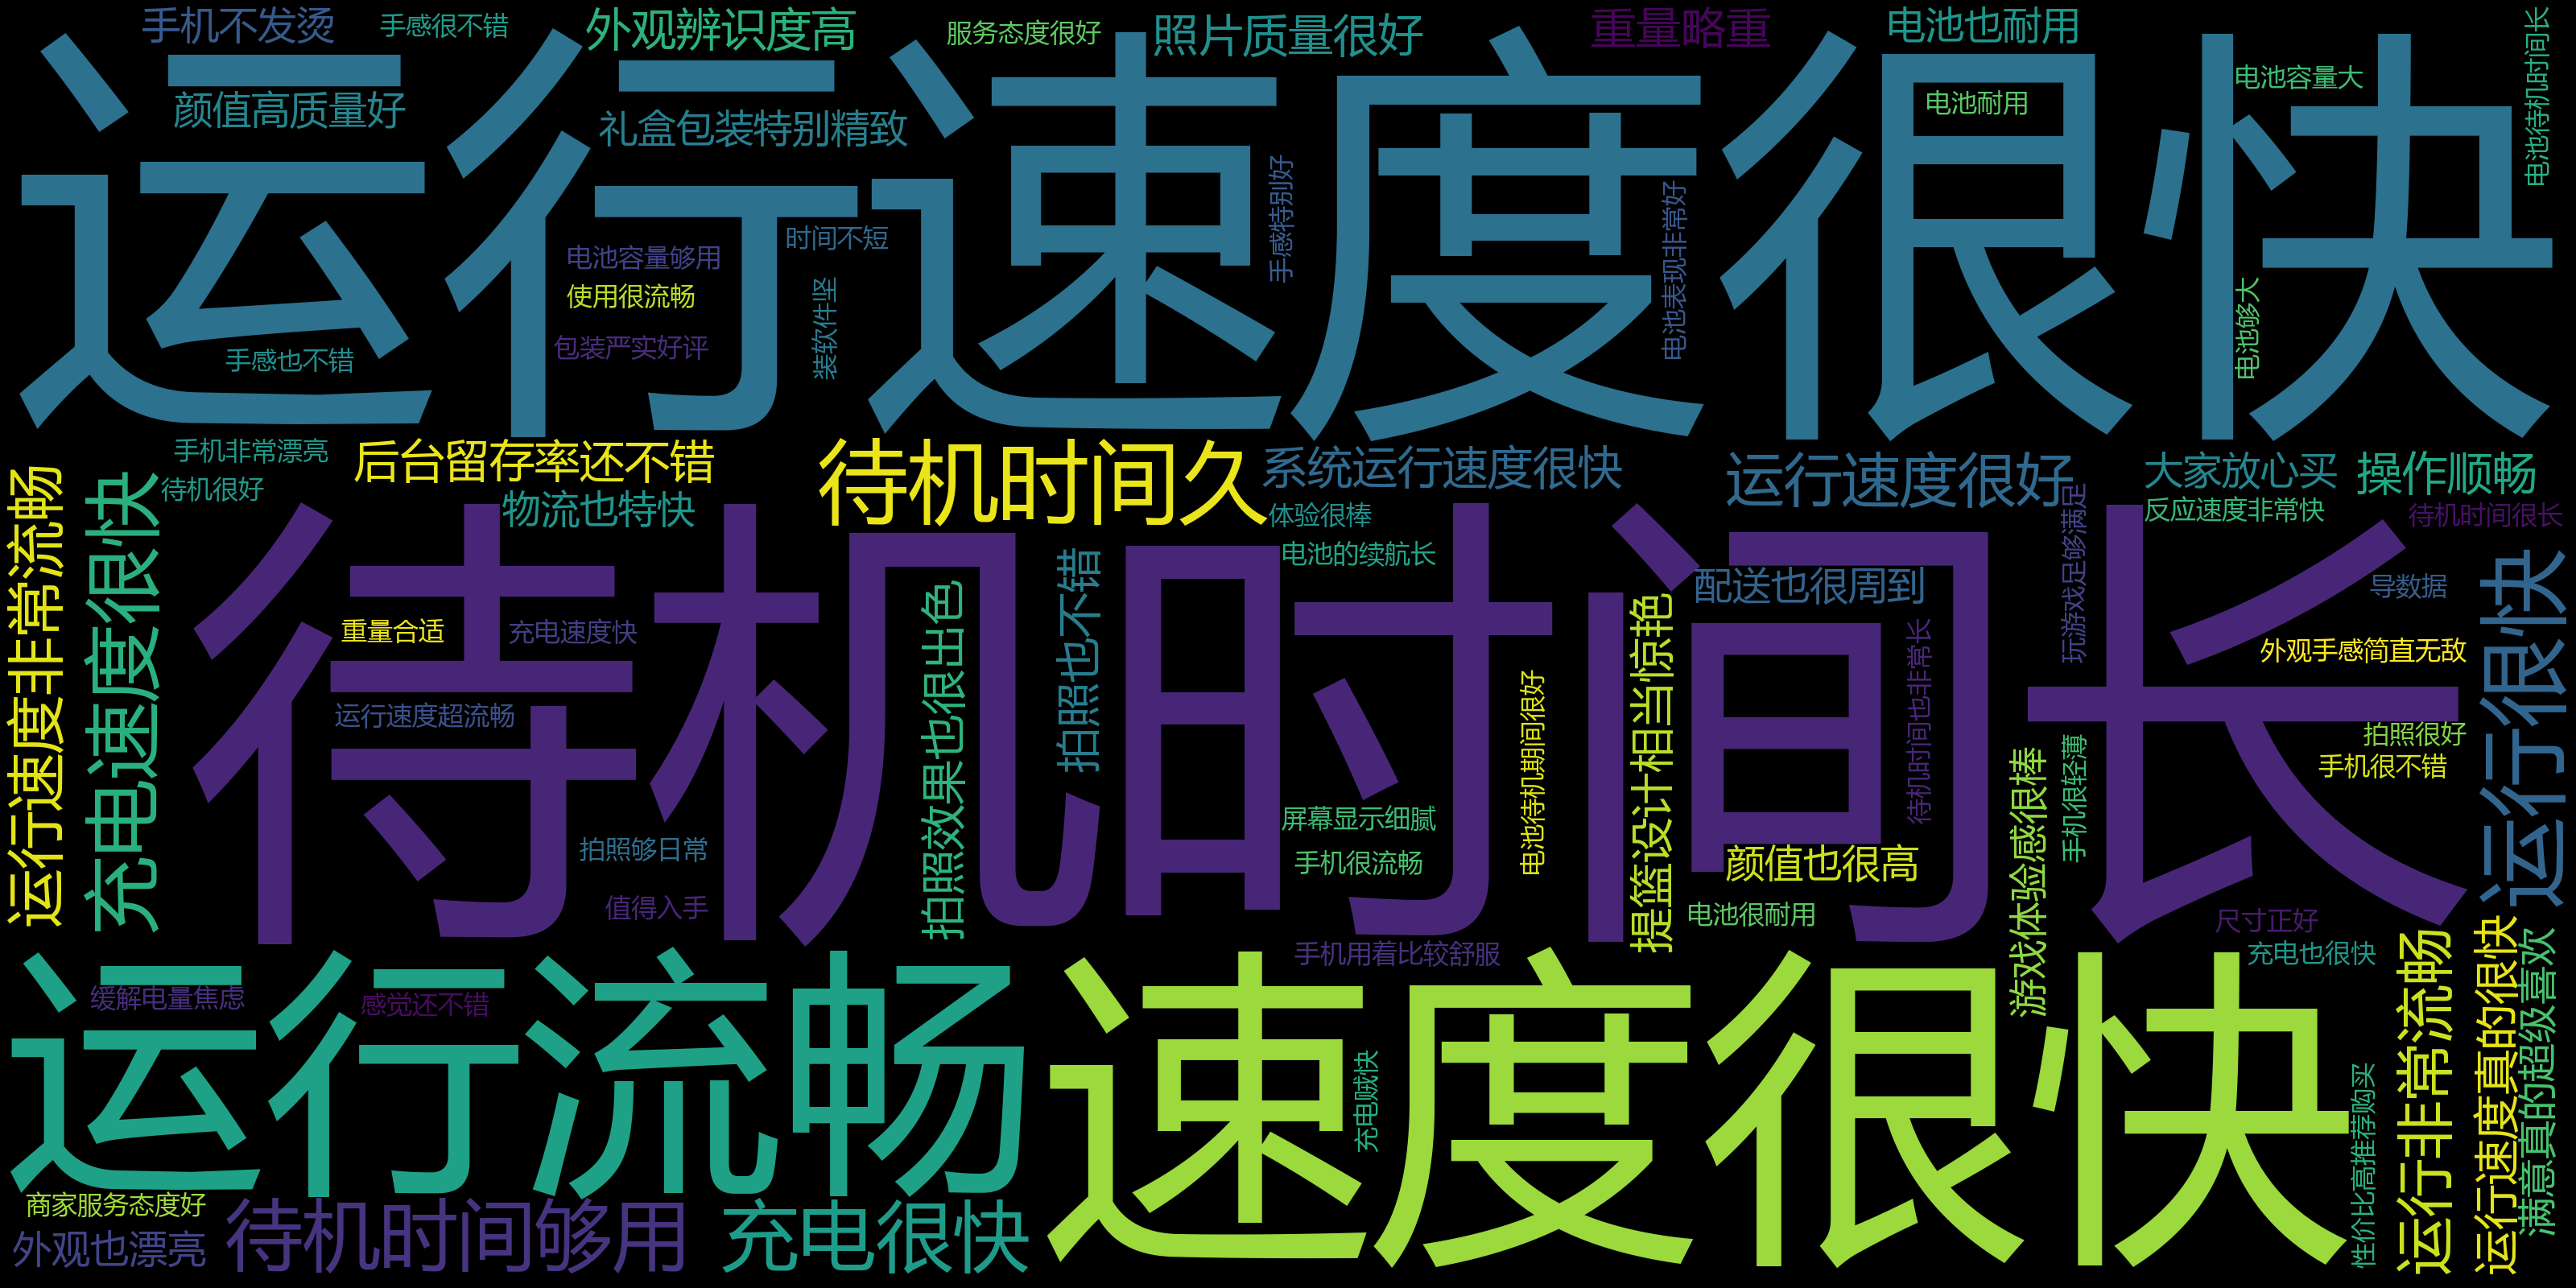 手机不发烫
手感很不错
外观辨识度高
服务态度很好
照片质量很好
重量略重
电池也耐用
电池待机时间长
电池容量大
颜值高质量好
礼盒包装特别精致
电池耐用
运行速度很快
手感特别好
电池表现非常好
时间不短
电池容量够用
使用很流畅
装软件坚
包装严实好评
手感也不错
电池够大
手机非常漂亮
待机很好
后台留存率还不错
物流也特快
待机时间久
系统运行速度很快
体验很棒
电池的续航长
运行速度很好
大家放心买
操作顺畅
反应速度非常快
待机时间很长
运行速度非常流畅
充电速度很快
拍照也不错
配送也很周到
玩游戏足够满足
导数据
运行很快
重量合适
充电速度快
待机时间长
拍照效果也很出色
提篮设计相当惊艳
待机时间也非常长
外观手感简直无敌
运行速度超流畅
电池待机期间很好
拍照很好
手机很不错
手机很轻薄
游戏体验感很棒
屏幕显示细腻
手机很流畅
拍照够日常
颜值也很高
值得入手
电池很耐用
尺寸正好
充电也很快
手机用着比较舒服
缓解电量焦虑
感觉还不错
运行流畅
速度很快
充电贼快
运行非常流畅
运行速度真的很快
满意真的超级喜欢
性价比高推荐购买
商家服务态度好
外观也漂亮
待机时间够用
充电很快